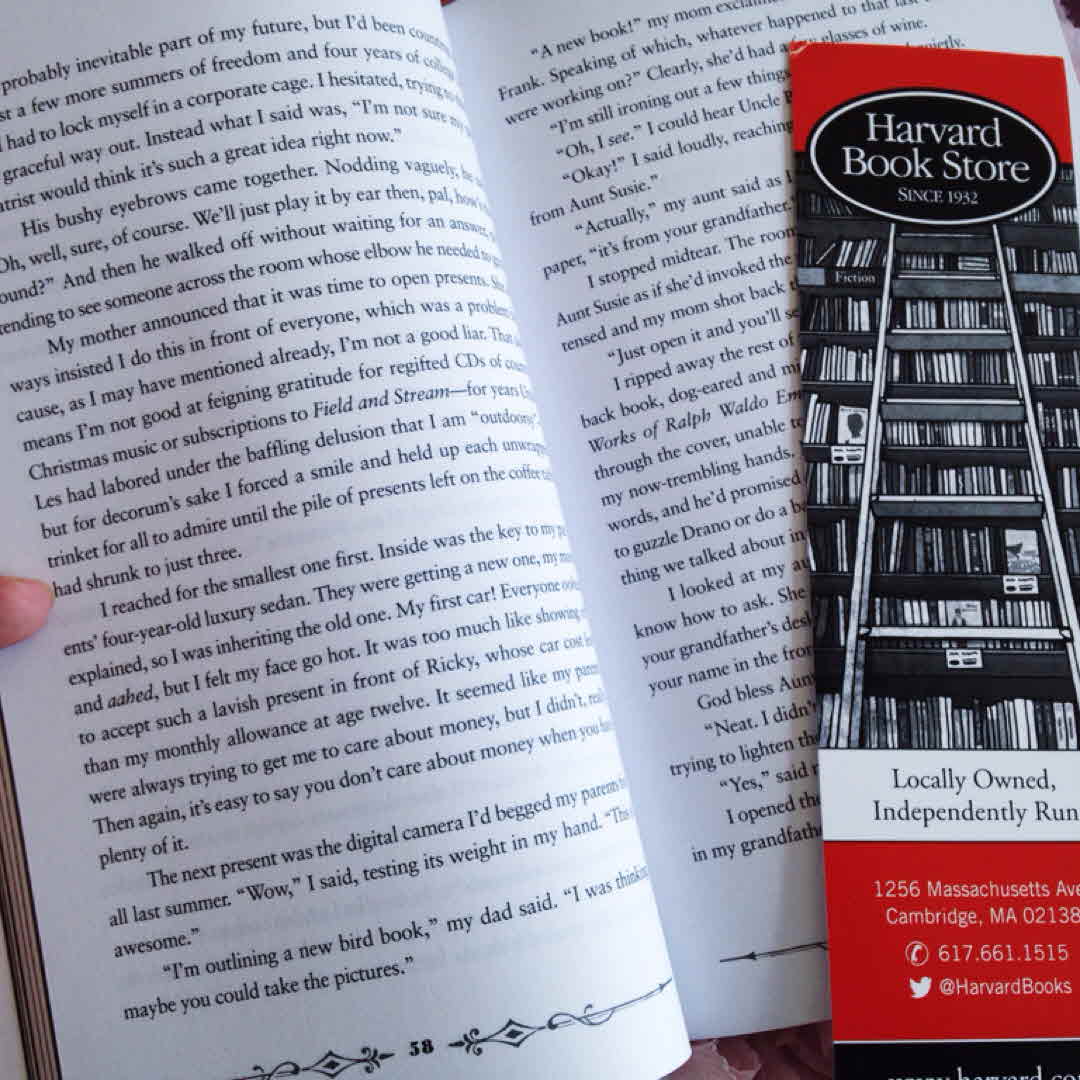 probably inevitable part of my future, but I'd been
a few more summers of freedom and four years of
had to lock myself in a corporate cage. I hesitated, trying
graceful way out. Instead what I said was, "I'm not sure my
would think it's such a great idea right now."
His bushy eyebrows came together. Nodding vaguely, he
Oh, well, sure, of course. We'll just play it by ear then, pal,
And then he walked off without waiting for an answer,
to see someone across the room whose elbow he needed to
My mother announced that it was time to open presents. She
insisted I do this in front of everyone, which was a problem,
cause, as I may have mentioned already, I'm not a good liar. That
means I'm not good at feigning gratitude for regifted CDs of
Christmas music or subscriptions to Field and Stream—for years
Les had labored under the baffling delusion that I am "outdoorsy"
but for decorum's sake I forced a smile and held up each
trinket for all to admire until the pile of presents left on the coffee
had shrunk to just three.
I reached for the smallest one first. Inside was the key to my
ents' four-year-old luxury sedan. They were getting a new one, my
explained, so I was inheriting the old one. My first car! Everyone
and aahed, but I felt my face go hot. It was too much like showing
to accept such a lavish present in front of Ricky, whose car cost
than my monthly allowance at age twelve. It seemed like my
were always trying to get me to care about money, but I didn't,
Then again, it's easy to say you don't care about money when you have
plenty of it.
The next present was the digital camera I'd begged my parents
all last summer. "Wow," I said, testing its weight in my hand. "This
awesome."
"I'm outlining a new bird book," my dad said. "I was thinking
maybe you could take the pictures."
58
"A new book!" my mom
Frank. Speaking of which, whatever happened to that last
were working on?" Clearly, she'd had a glasses of wine.
"I'm still ironing out a few things
"Oh, I see." I could hear Uncle
"Okay!" I said loudly, reaching
from Aunt Susie."
"Actually," my aunt said as I
paper, "it's from your grandfather."
I stopped midtear. The room
Aunt Susie as if she'd invoked the
tensed and my mom shot back
"Just open it and you'll
I ripped away the rest of
back book, dog-eared and
Works of Ralph Waldo
through the cover, unable
my now-trembling hands.
words, and he'd promised
to guzzle Drano or do a
thing we talked about in
I looked at my
know how to ask. She
your grandfather's
your name in the
God bless
"Neat. I didn't
trying to lighten the
"Yes," said
I opened the
in my
Harvard
Book Store
SINCE 1932
Fiction
Locally Owned,
Independently Run
1256 Massachusetts Ave
Cambridge, MA 02138
617.661.1515
@HarvardBooks